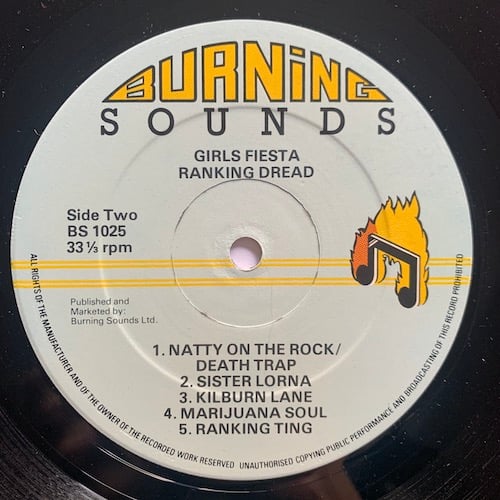 BURNiNG
SOUNDS
GIRLS FIESTA
RANKING DREAD
Side Two
BS 1025
33 ⅓ rpm
Published and
Marketed by:
Burning Sounds Ltd.
1. NATTY ON THE ROCK/
DEATH TRAP
2. SISTER LORNA
3. KILBURN LANE
4. MARIJUANA SOUL
5. RANKING TING
ALL RIGHTS OF THE MANUFACTURER AND OF THE OWNER OF THE RECORDED WORK RESERVED UNAUTHORISED COPYING PUBLIC PERFORMANCE AND BROADCASTING OF THIS RECORD PROHIBITED